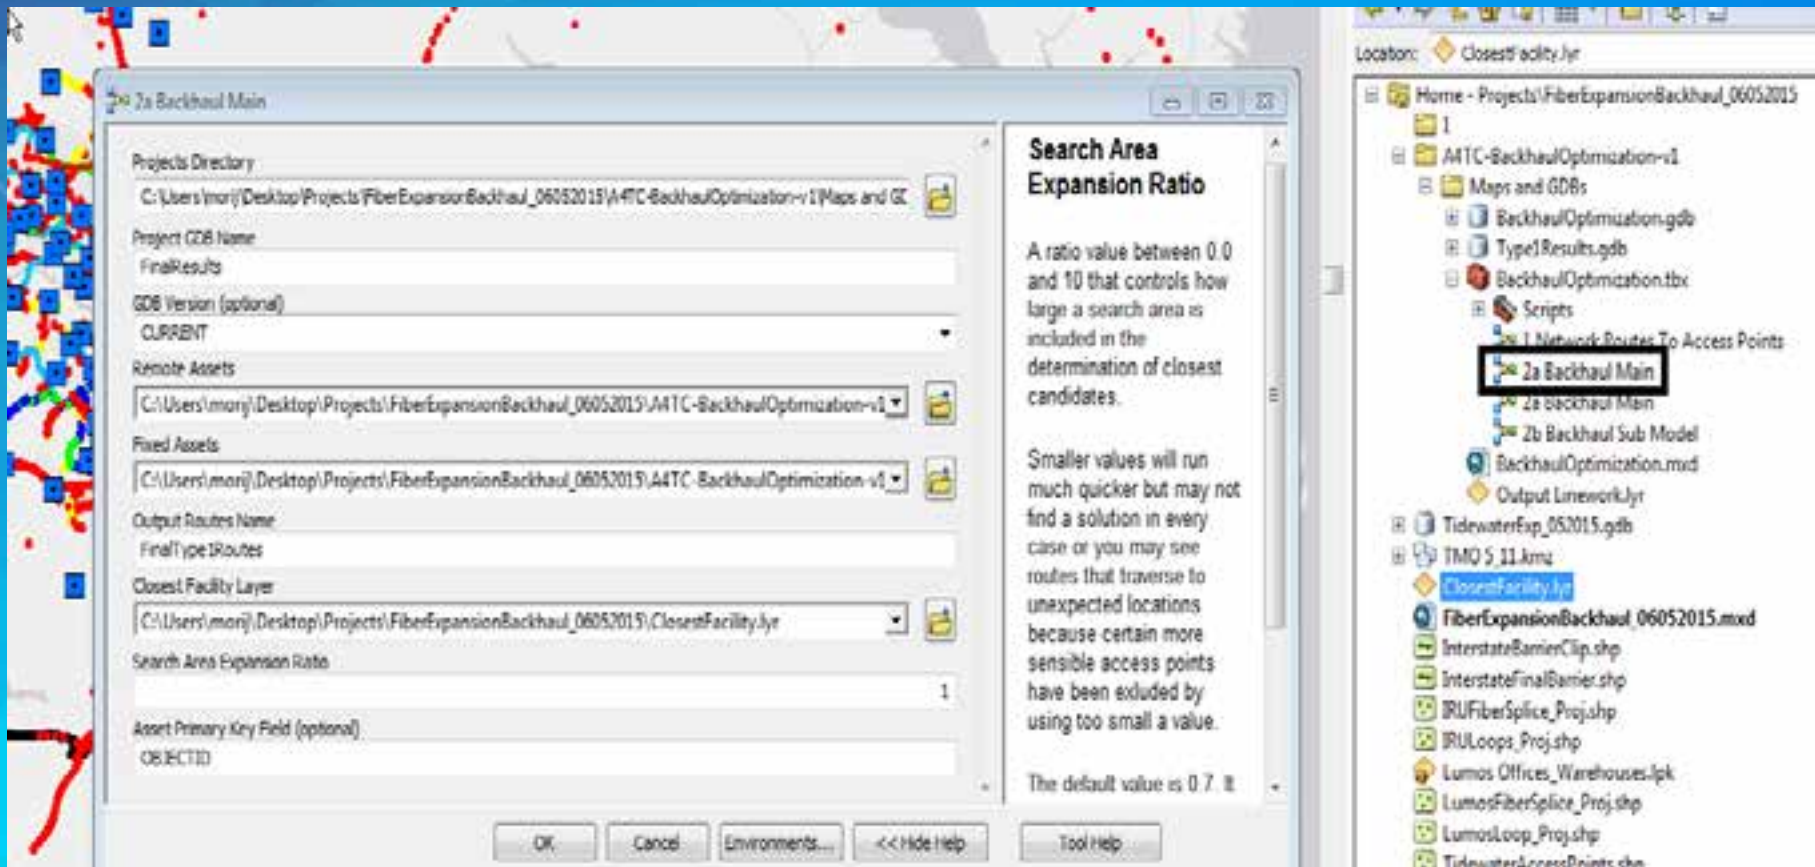 2a Backhaul Main
Projects Directory
C:\Users\morij\Desktop\Projects\FiberExpansionBackhaul_06052015\A4TC-BackhaulOptimization-v1\Maps and GD
Project GDB Name
FinalResults
GDB Version (optional)
CURRENT
Remote Assets
C:\Users\morij\Desktop\Projects\FiberExpansionBackhaul_06052015\A4TC-BackhaulOptimization-v1
Fixed Assets
C:\Users\morij\Desktop\Projects\FiberExpansionBackhaul_06052015\A4TC-BackhaulOptimization-v1
Output Routes Name
FinalType1Routes
Closest Facility Layer
C:\Users\morij\Desktop\Projects\FiberExpansionBackhaul_06052015\ClosestFacility.lyr
Search Area Expansion Ratio
1
Asset Primary Key Field (optional)
OBJECTID
OK
Cancel
Environments...
<< Hide Help
Tool Help
Search Area
Expansion Ratio
A ratio value between 0.0
and 10 that controls how
large a search area is
included in the
determination of closest
candidates.
Smaller values will run
much quicker but may not
find a solution in every
case or you may see
routes that traverse to
unexpected locations
because certain more
sensible access points
have been exluded by
using too small a value.
The default value is 0.7. It
Location: ClosestFacility.lyr
Home - Projects\FiberExpansionBackhaul_06052015
1
A4TC-BackhaulOptimization-v1
Maps and GDBs
BackhaulOptimization.gdb
Type1Results.gdb
BackhaulOptimization.tbx
Scripts
1 Network Routes To Access Points
2a Backhaul Main
2a Backhaul Main
2b Backhaul Sub Model
BackhaulOptimization.mxd
Output Linework.lyr
TidewaterExp_052015.gdb
TMO 5_11.kmz
ClosestFacility.lyr
FiberExpansionBackhaul_06052015.mxd
InterstateBarrierClip.shp
InterstateFinalBarrier.shp
IRUFiberSplice_Proj.shp
IRULoops_Proj.shp
Lumos Offices_Warehouses.lpk
LumosFiberSplice_Proj.shp
LumosLoop_Proj.shp
TidewaterAccessPoints.shp